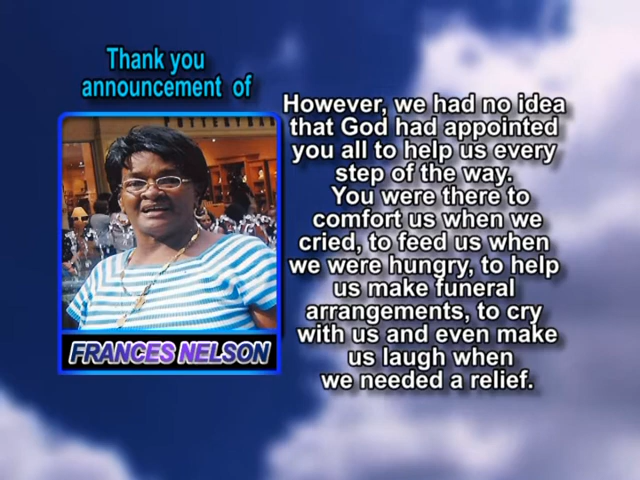 Thank you
announcement of
POTTERY BA
FRANCES NELSON
However, we had no idea
that God had appointed
you all to help us every
step of the way.
You were there to
comfort us when we
cried, to feed us when
we were hungry, to help
us make funeral
arrangements, to cry
with us and even make
us laugh when
we needed a relief.